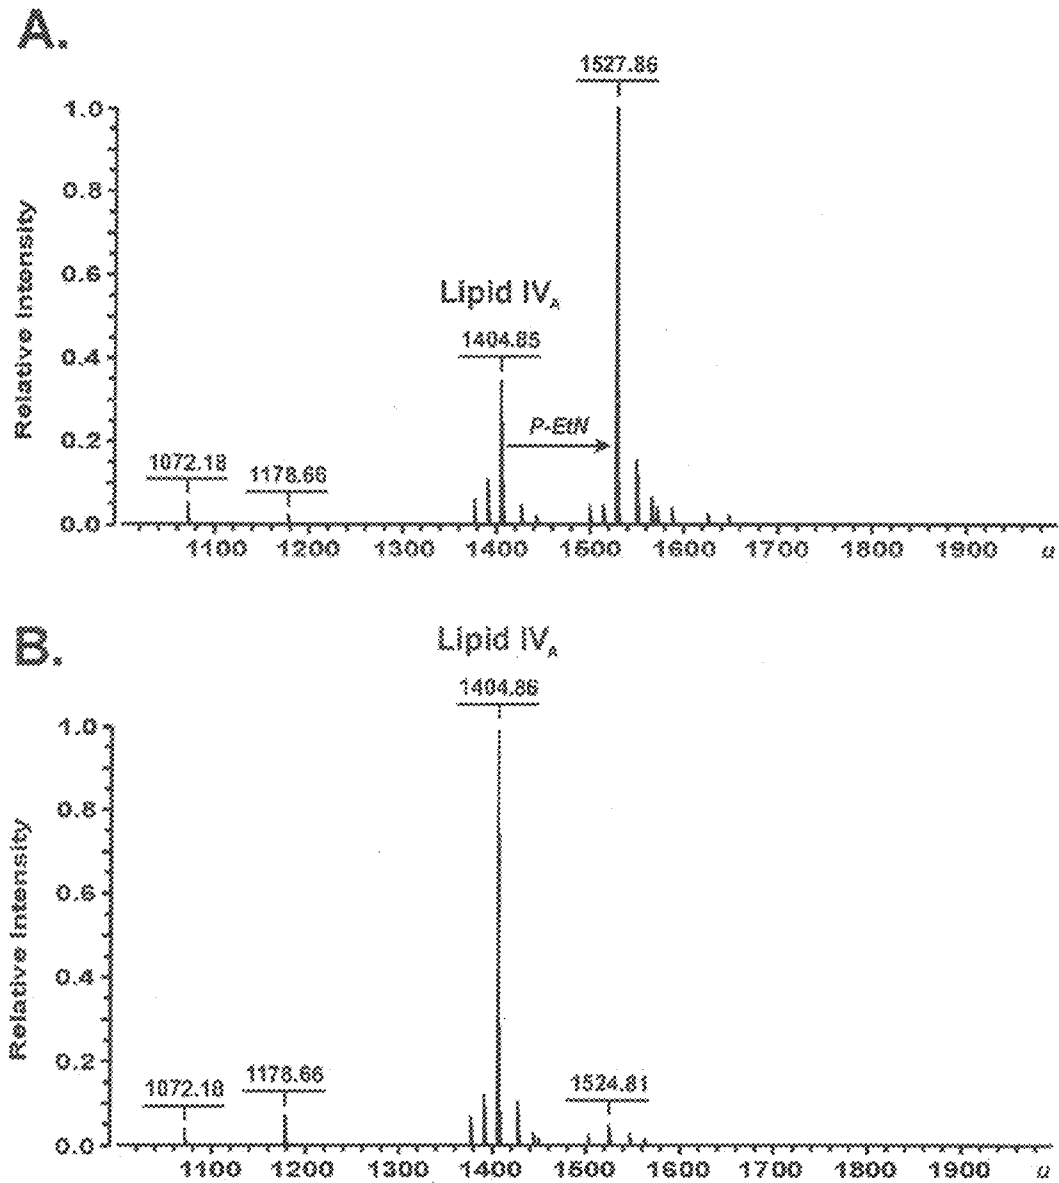 A.
1527.86
1.0
0.8
0.6
0.4
0.2
0.0
Relative Intensity
Lipid IVA
1404.85
P-EtN
1072.18
1178.66
1100 1200 1300 1400 1500 1600 1700 1800 1900 u
B.
Lipid IVA
1404.86
1.0
0.8
0.6
0.4
0.2
0.0
Relative Intensity
1072.18
1178.66
1524.81
1100 1200 1300 1400 1500 1600 1700 1800 1900 u